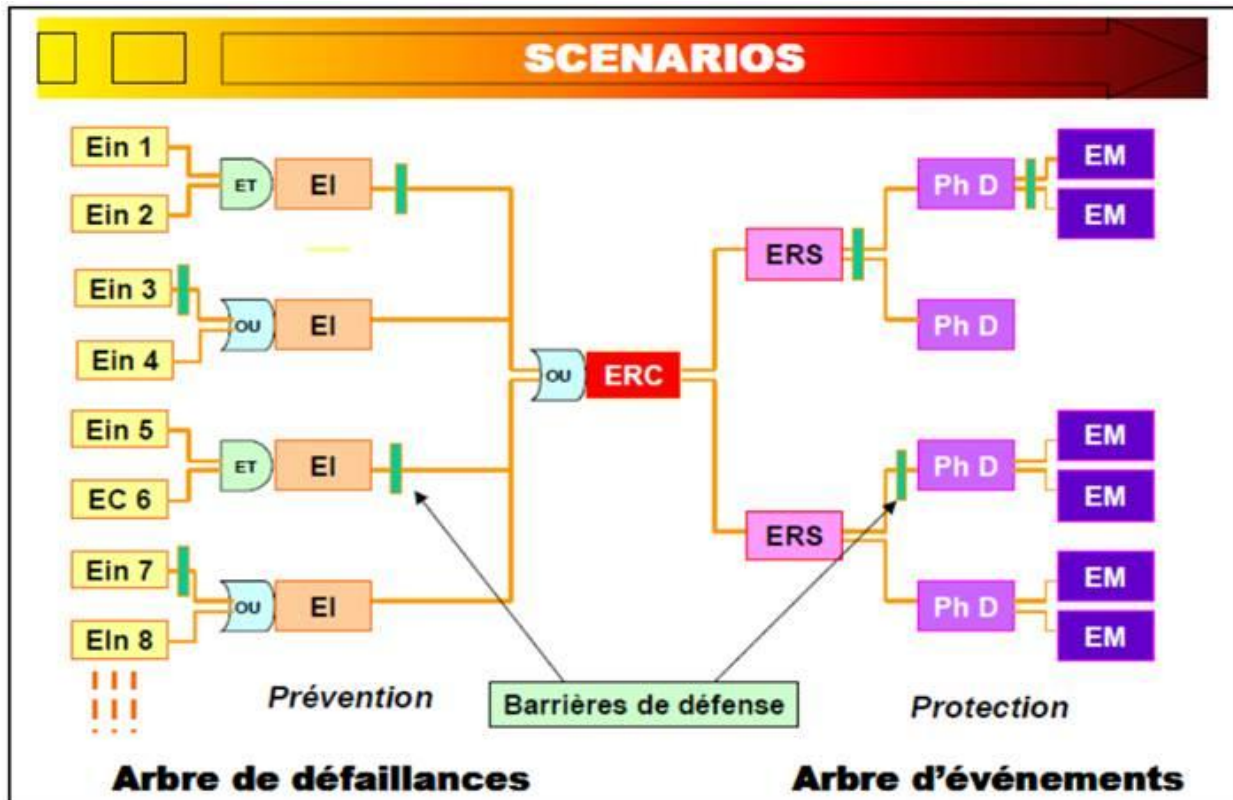 SCENARIOS
Ein 1
Ein 2
ET
EI
Ein 3
Ein 4
OU
EI
Ein 5
EC 6
ET
EI
Ein 7
EIn 8
OU
EI
OU
ERC
ERS
ERS
Ph D
Ph D
Ph D
Ph D
EM
EM
EM
EM
EM
EM
Prévention
Barrières de défense
Protection
Arbre de défaillances
Arbre d'événements